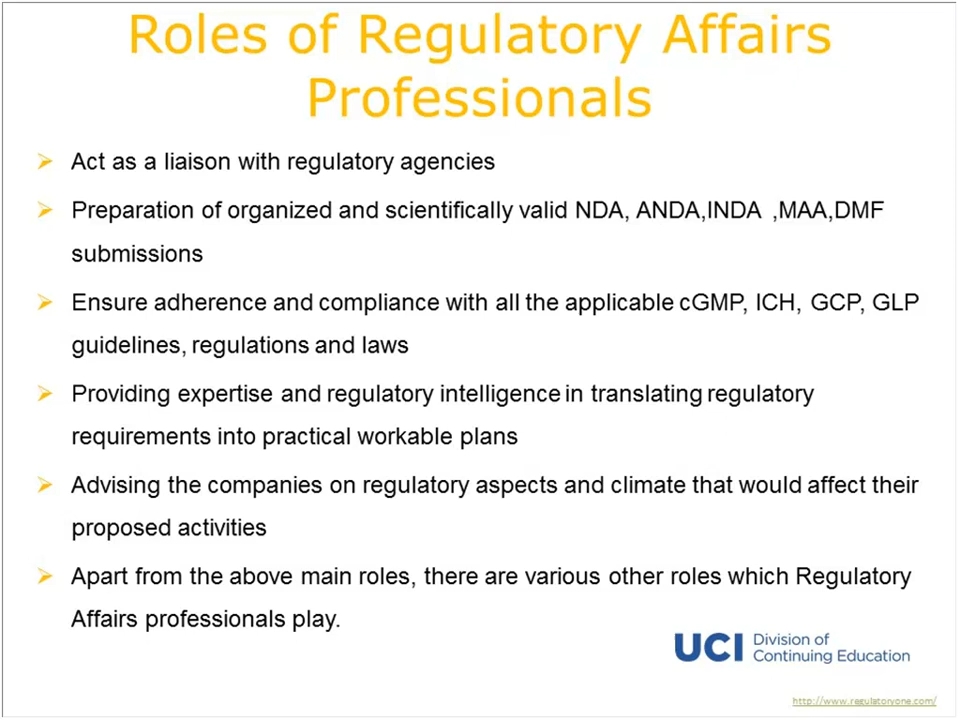 Roles of Regulatory Affairs
Professionals
Act as a liaison with regulatory agencies
Preparation of organized and scientifically valid NDA, ANDA,INDA ,MAA,DMF
submissions
Ensure adherence and compliance with all the applicable cGMP, ICH, GCP, GLP
guidelines, regulations and laws
Providing expertise and regulatory intelligence in translating regulatory
requirements into practical workable plans
Advising the companies on regulatory aspects and climate that would affect their
proposed activities
Apart from the above main roles, there are various other roles which Regulatory
Affairs professionals play.
UCI Division of
Continuing Education
http://www.regulatoryone.com/